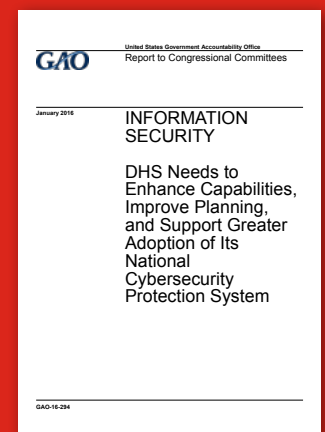 United States Government Accountability Office
GAO
Report to Congressional Committees
January 2016
INFORMATION
SECURITY
DHS Needs to
Enhance Capabilities,
Improve Planning,
and Support Greater
Adoption of Its
National
Cybersecurity
Protection System
GAO-16-294